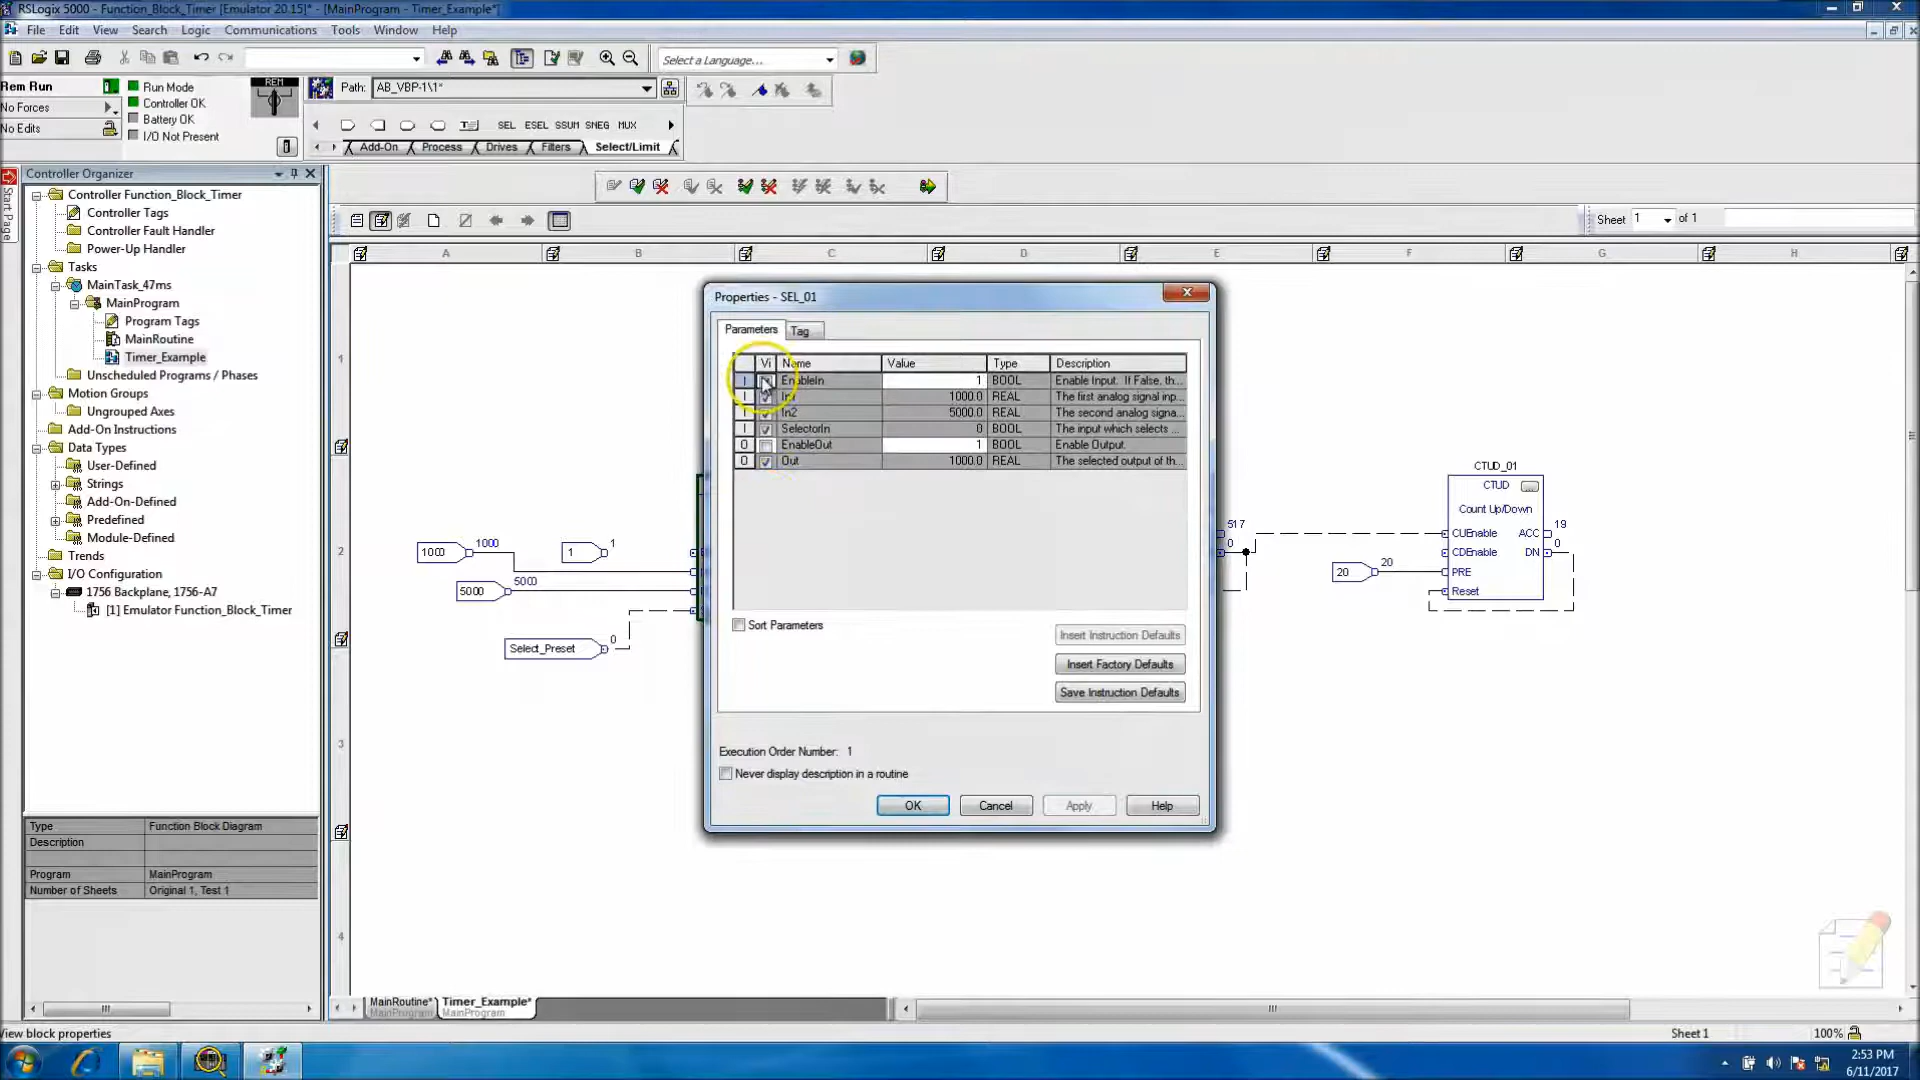 RSLogix 5000 - Function_Block_Timer [Emulator 20.15]* - [MainProgram - Timer_Example*]
File Edit View Search Logic Communications Tools Window Help
Select a Language...
Rem Run
No Forces
No Edits
Run Mode
Controller OK
Battery OK
I/O Not Present
REM
Path: AB_VBP-1\1*
SEL ESEL SSUM SNEG MUX
Add-On Process Drives Filters Select/Limit
Start Page
Controller Organizer
Controller Function_Block_Timer
Controller Tags
Controller Fault Handler
Power-Up Handler
Tasks
MainTask_47ms
MainProgram
Program Tags
MainRoutine
Timer_Example
Unscheduled Programs / Phases
Motion Groups
Ungrouped Axes
Add-On Instructions
Data Types
User-Defined
Strings
Add-On-Defined
Predefined
Module-Defined
Trends
I/O Configuration
1756 Backplane, 1756-A7
[1] Emulator Function_Block_Timer
Type Function Block Diagram
Description
Program MainProgram
Number of Sheets Original 1, Test 1
Sheet 1 of 1
A B C D E F G H
1
2
3
4
1000 1000
5000 5000
1 1
Select_Preset 0
Properties - SEL_01
Parameters Tag
Vi Name Value Type Description
I EnableIn 1 BOOL Enable Input. If False, th...
I In1 1000.0 REAL The first analog signal inp...
I In2 5000.0 REAL The second analog signa...
I SelectorIn 0 BOOL The input which selects ...
O EnableOut 1 BOOL Enable Output.
O Out 1000.0 REAL The selected output of th...
Sort Parameters
Insert Instruction Defaults
Insert Factory Defaults
Save Instruction Defaults
Execution Order Number: 1
Never display description in a routine
OK Cancel Apply Help
517
0
20 20
CTUD_01
CTUD
Count Up/Down
CUEnable ACC 19
CDEnable DN 0
PRE
Reset
MainRoutine* Timer_Example*
MainProgram MainProgram
View block properties
Sheet 1
100%
2:53 PM
6/11/2017